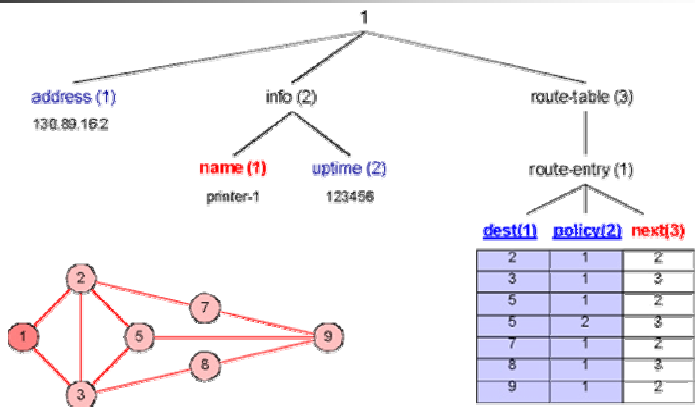 1
address (1) info (2) route-table (3)
130.89.16.2
name (1) uptime (2) route-entry (1)
printer-1 123456
dest(1) policy(2) next(3)
2 1 2
3 1 3
5 1 2
5 2 3
7 1 2
8 1 3
9 1 2
2
7
1 5 9
8
3